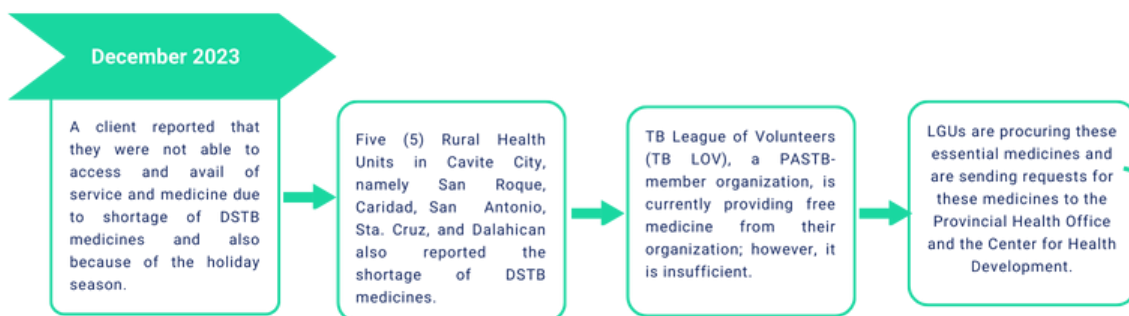 December 2023
A client reported that
they were not able to
access and avail of
service and medicine due
to shortage of DSTB
medicines and also
because of the holiday
season.
Five (5) Rural Health
Units in Cavite City,
namely San Roque,
Caridad, San Antonio,
Sta. Cruz, and Dalahican
also reported the
shortage of DSTB
medicines.
TB League of Volunteers
(TB LOV), a PASTB-
member organization, is
currently providing free
medicine from their
organization; however, it
is insufficient.
LGUs are procuring these
essential medicines and
are sending requests for
these medicines to the
Provincial Health Office
and the Center for Health
Development.